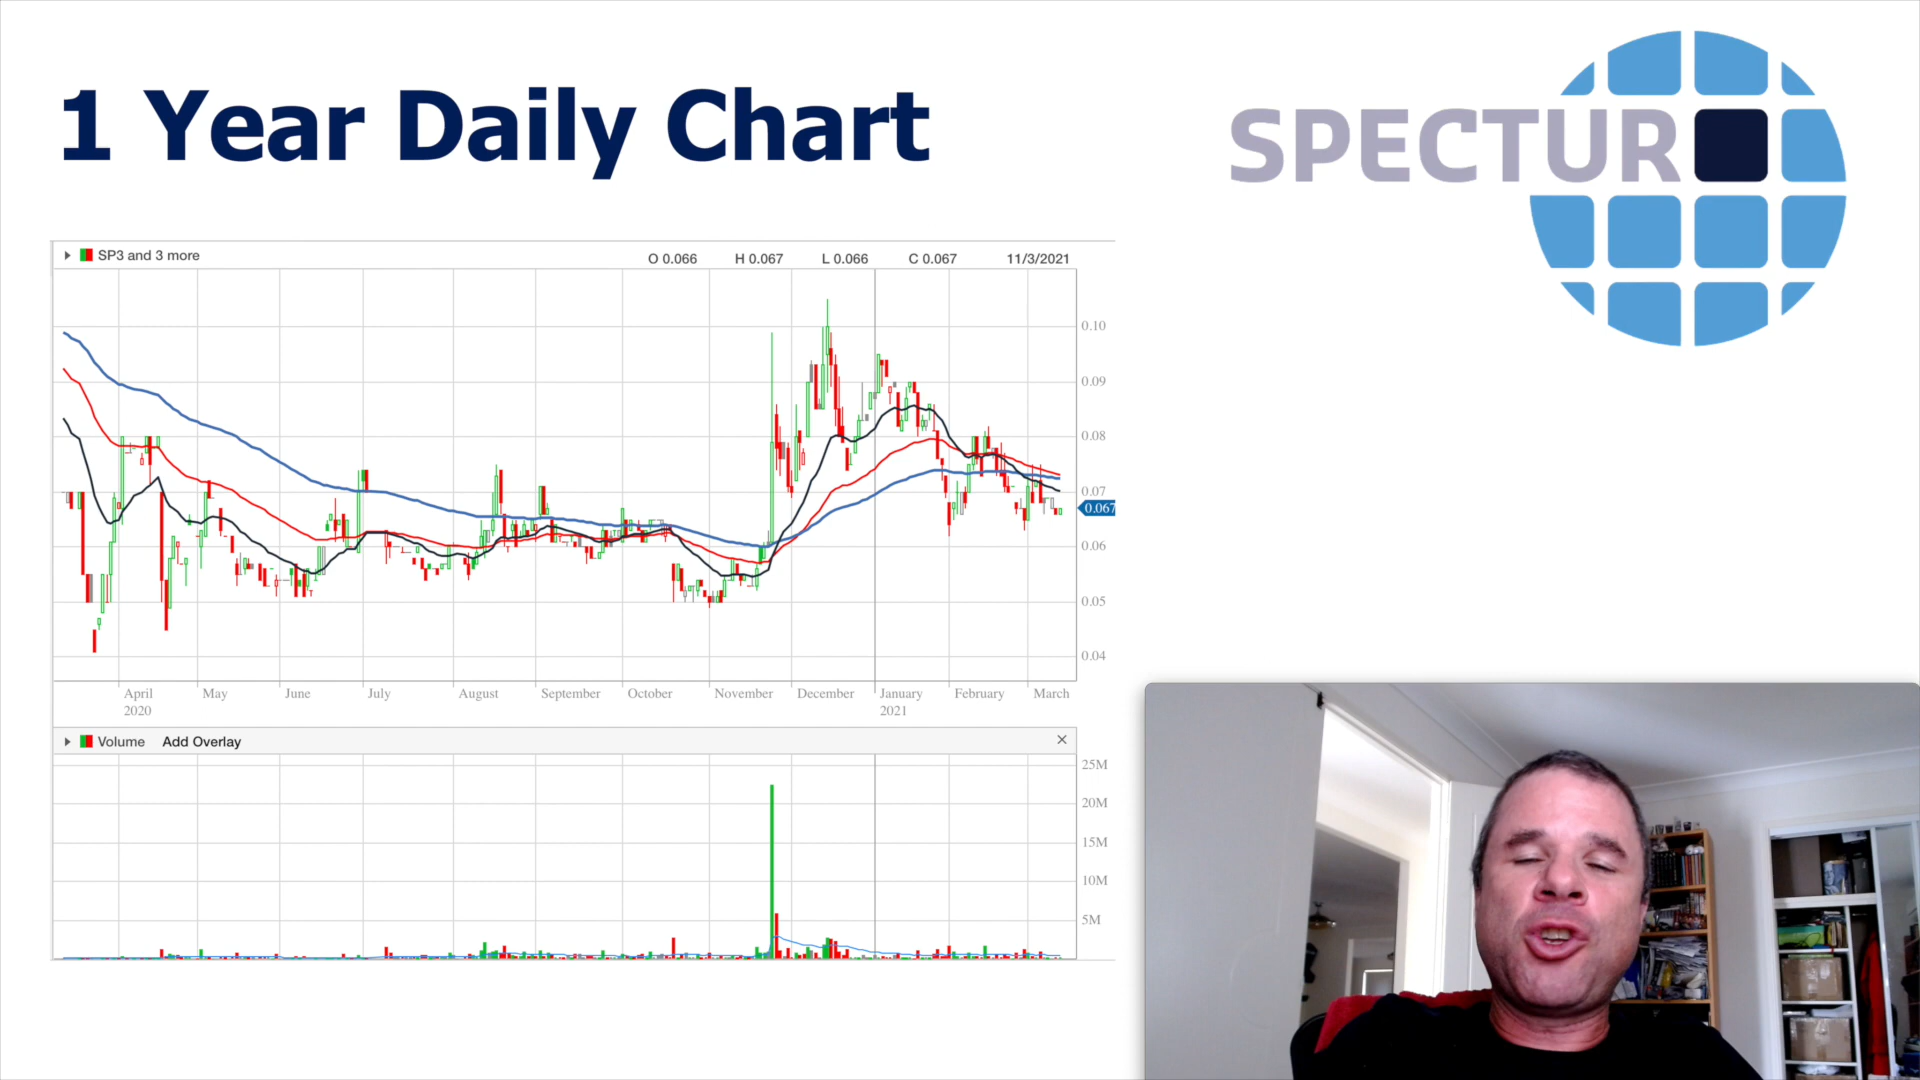 1 Year Daily Chart
SPECTUR
SP3 and 3 more O 0.066 H 0.067 L 0.066 C 0.067 11/3/2021
0.10
0.09
0.08
0.07
0.067
0.06
0.05
0.04
April May June July August September October November December January February March
2020 2021
Volume Add Overlay
25M
20M
15M
10M
5M